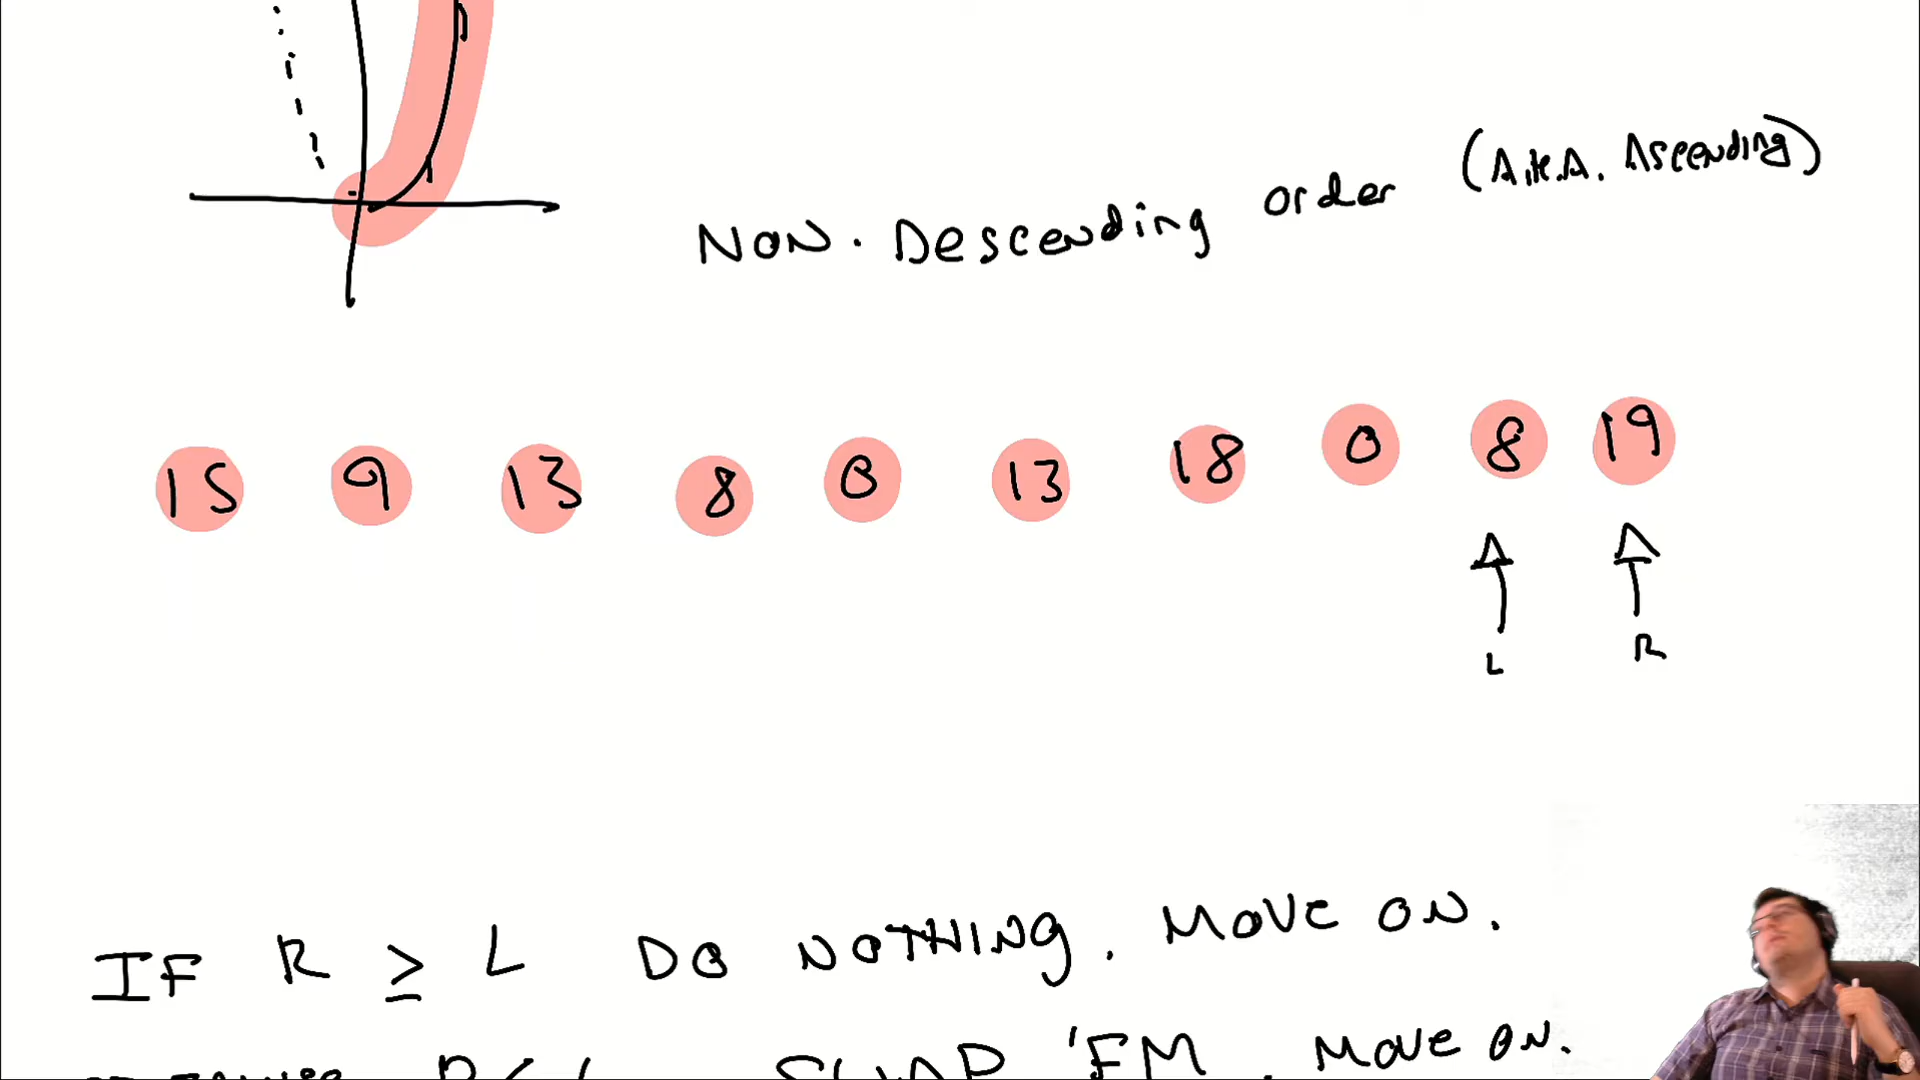 NON. Descending order (A.K.A. Ascending)
15 9 13 8 0 13 18 0 8 19
L R
IF R ≥ L DO NOTHING. MOVE ON.
R < L SWAP 'EM. MOVE ON.